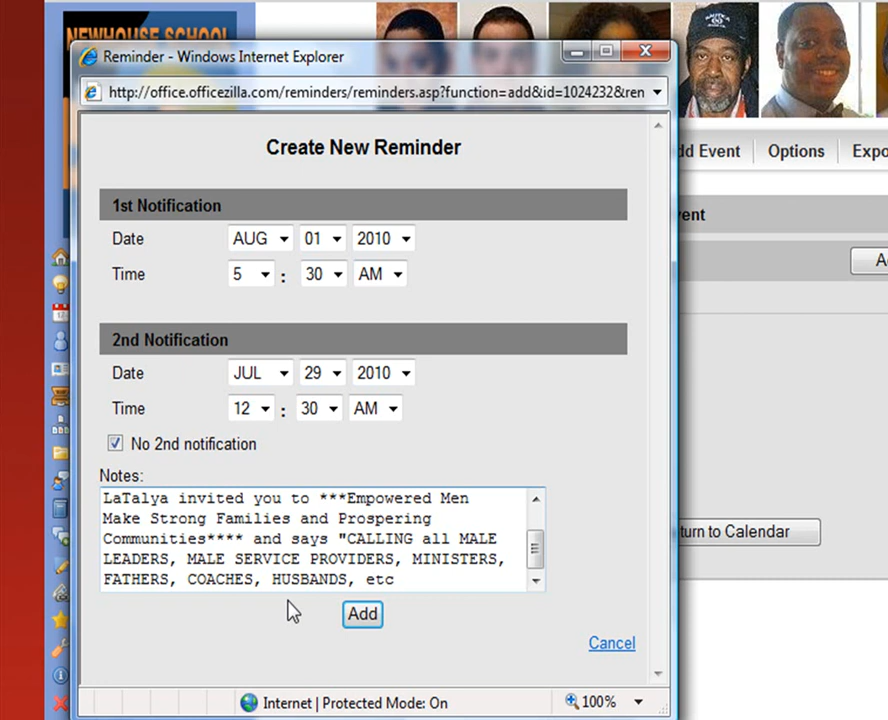 NEWHOUSE SCHOOL
Reminder - Windows Internet Explorer
http://office.officezilla.com/reminders/reminders.asp?function=add&id=1024232&ren
NAUTICA
Create New Reminder
dd Event Options Expo
1st Notification
vent
Date AUG 01 2010
A
Time 5 : 30 AM
2nd Notification
Date JUL 29 2010
Time 12 : 30 AM
No 2nd notification
Notes:
LaTalya invited you to ***Empowered Men
Make Strong Families and Prospering
Communities**** and says "CALLING all MALE
LEADERS, MALE SERVICE PROVIDERS, MINISTERS,
FATHERS, COACHES, HUSBANDS, etc
turn to Calendar
Add
Cancel
Internet | Protected Mode: On 100%